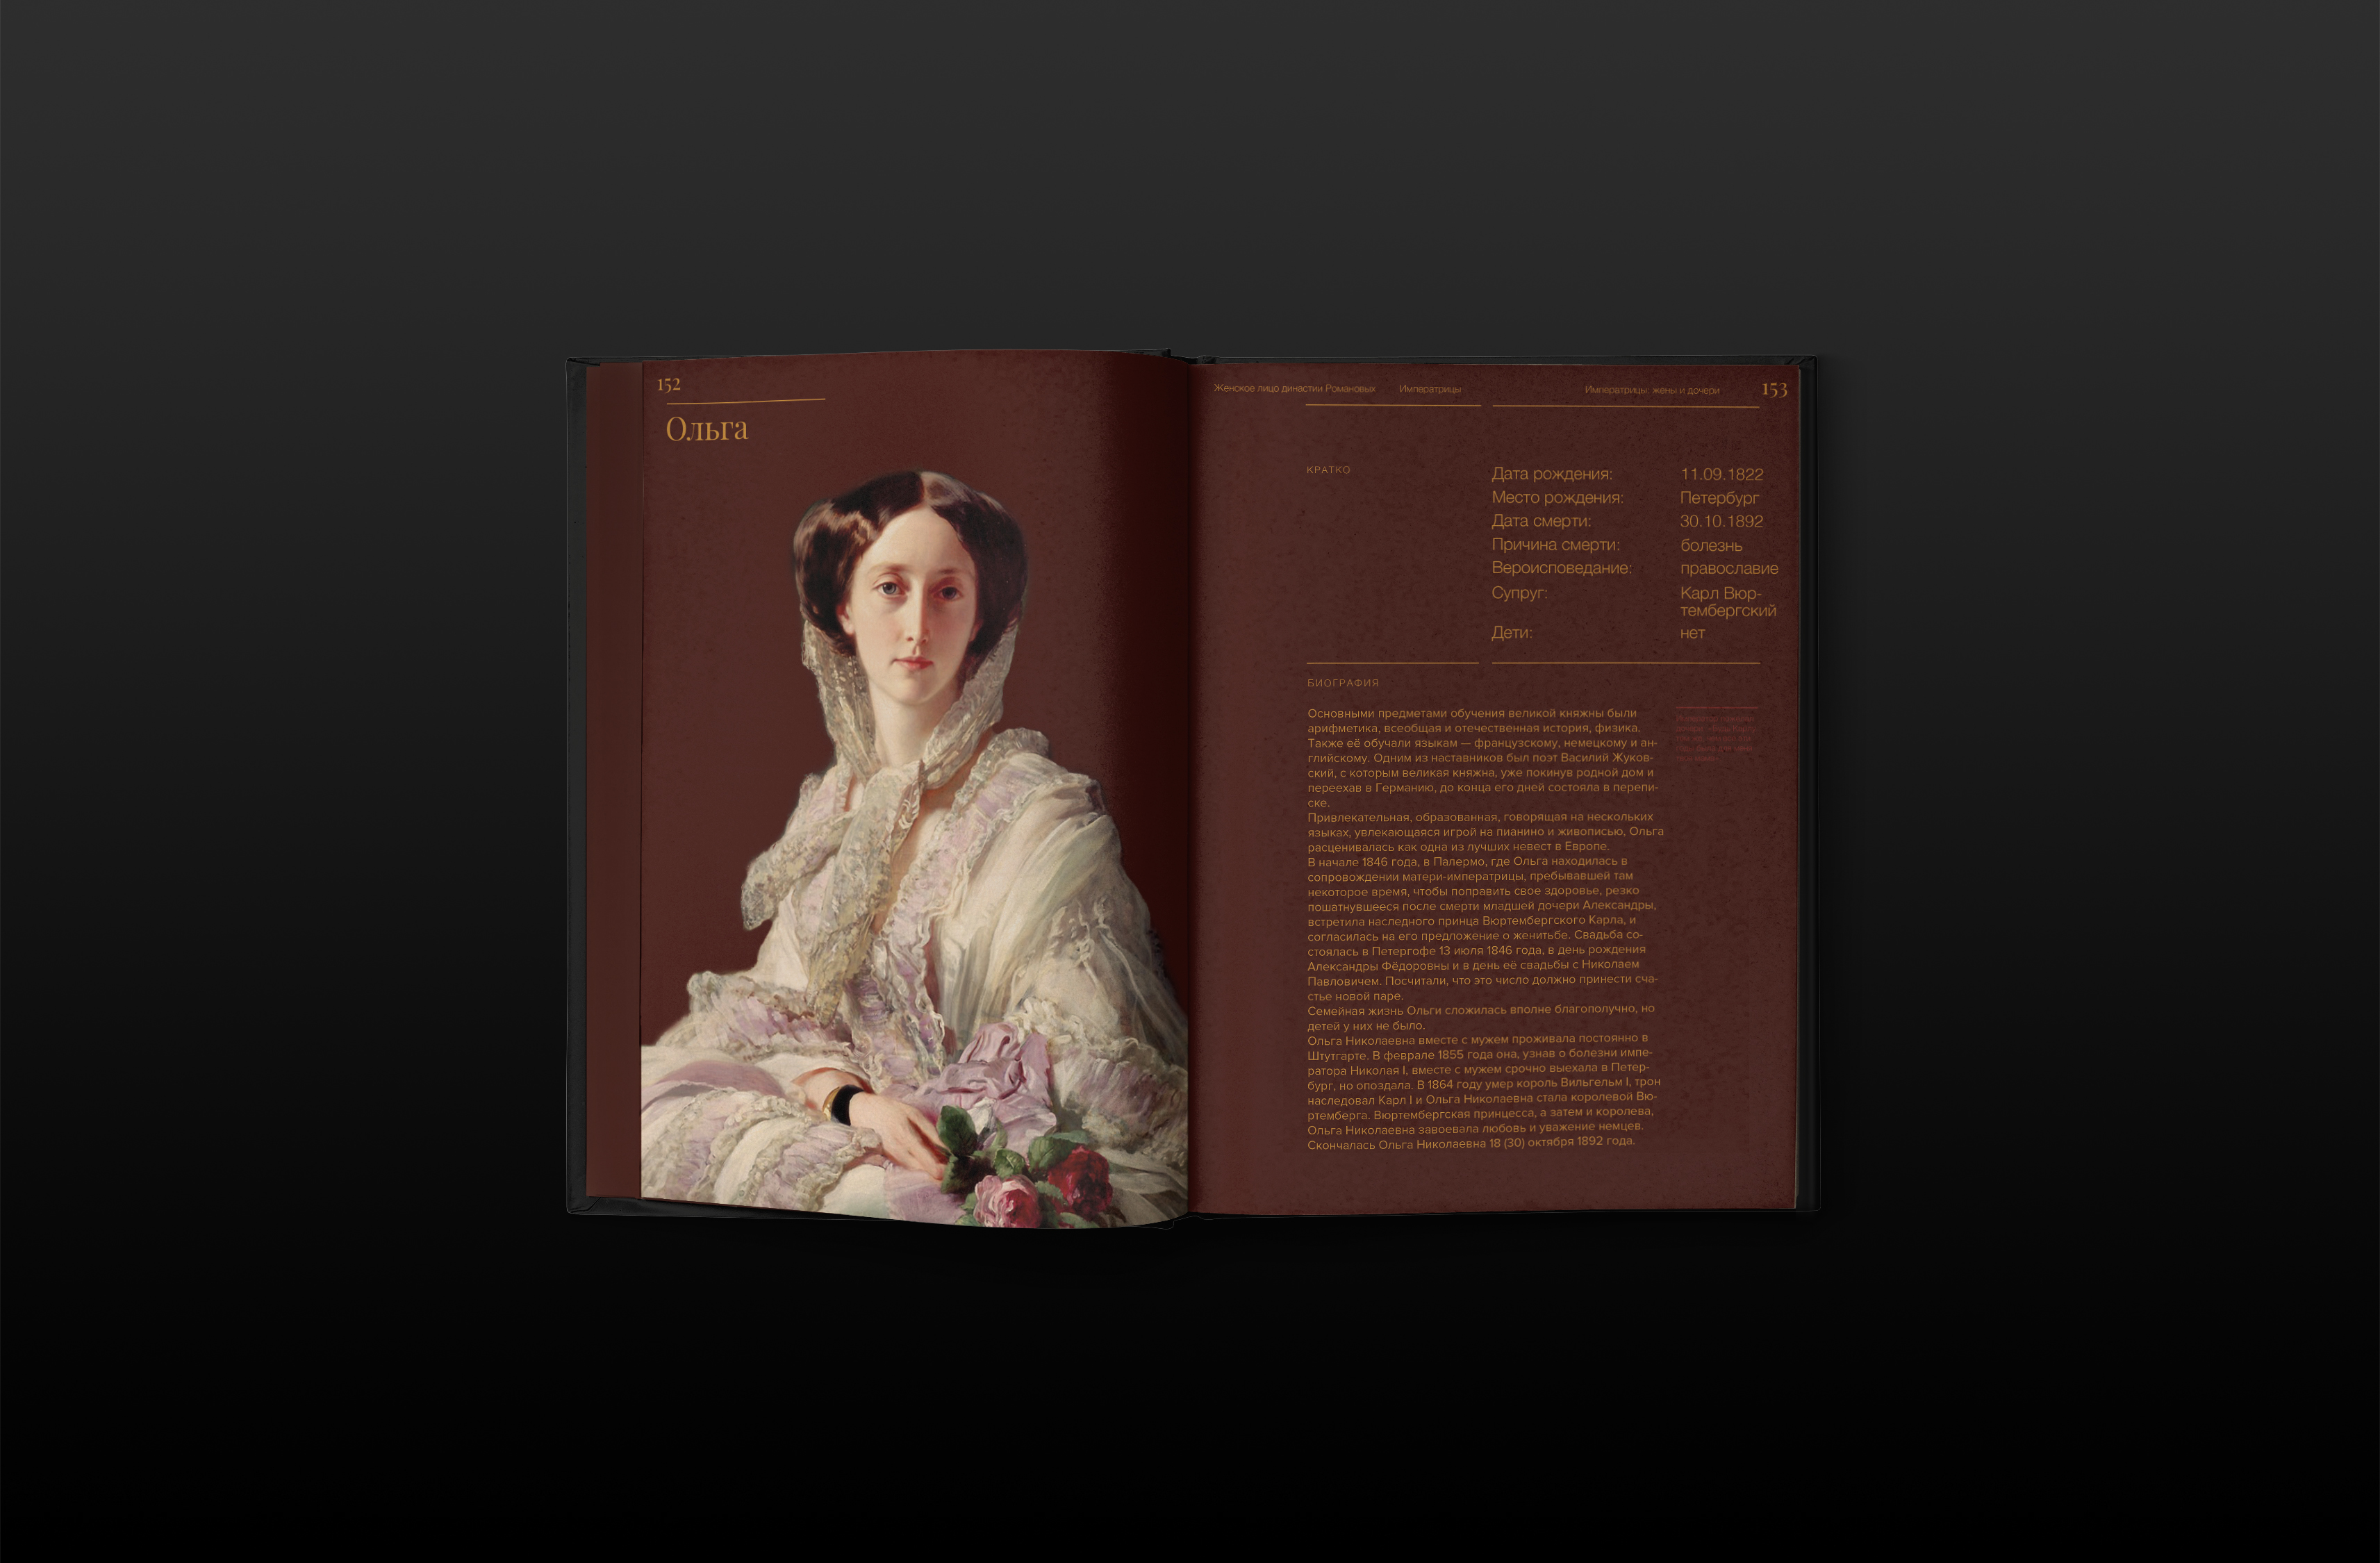 152
Ольга
Женское лицо династии Романовых Императрицы Императрицы: жены и дочери 153
КРАТКО
Дата рождения: 11.09.1822
Место рождения: Петербург
Дата смерти: 30.10.1892
Причина смерти: болезнь
Вероисповедание: православие
Супруг: Карл Вюр-
тембергский
Дети: нет
БИОГРАФИЯ
Основными предметами обучения великой княжны были
арифметика, всеобщая и отечественная история, физика.
Также её обучали языкам — французскому, немецкому и ан-
глийскому. Одним из наставников был поэт Василий Жуков-
ский, с которым великая княжна, уже покинув родной дом и
переехав в Германию, до конца его дней состояла в перепи-
ске.
Привлекательная, образованная, говорящая на нескольких
языках, увлекающаяся игрой на пианино и живописью, Ольга
расценивалась как одна из лучших невест в Европе.
В начале 1846 года, в Палермо, где Ольга находилась в
сопровождении матери-императрицы, пребывавшей там
некоторое время, чтобы поправить свое здоровье, резко
пошатнувшееся после смерти младшей дочери Александры,
встретила наследного принца Вюртембергского Карла, и
согласилась на его предложение о женитьбе. Свадьба со-
стоялась в Петергофе 13 июля 1846 года, в день рождения
Александры Фёдоровны и в день её свадьбы с Николаем
Павловичем. Посчитали, что это число должно принести сча-
стье новой паре.
Семейная жизнь Ольги сложилась вполне благополучно, но
детей у них не было.
Ольга Николаевна вместе с мужем проживала постоянно в
Штутгарте. В феврале 1855 года она, узнав о болезни импе-
ратора Николая I, вместе с мужем срочно выехала в Петер-
бург, но опоздала. В 1864 году умер король Вильгельм I, трон
наследовал Карл I и Ольга Николаевна стала королевой Вю-
ртемберга. Вюртембергская принцесса, а затем и королева,
Ольга Николаевна завоевала любовь и уважение немцев.
Скончалась Ольга Николаевна 18 (30) октября 1892 года.